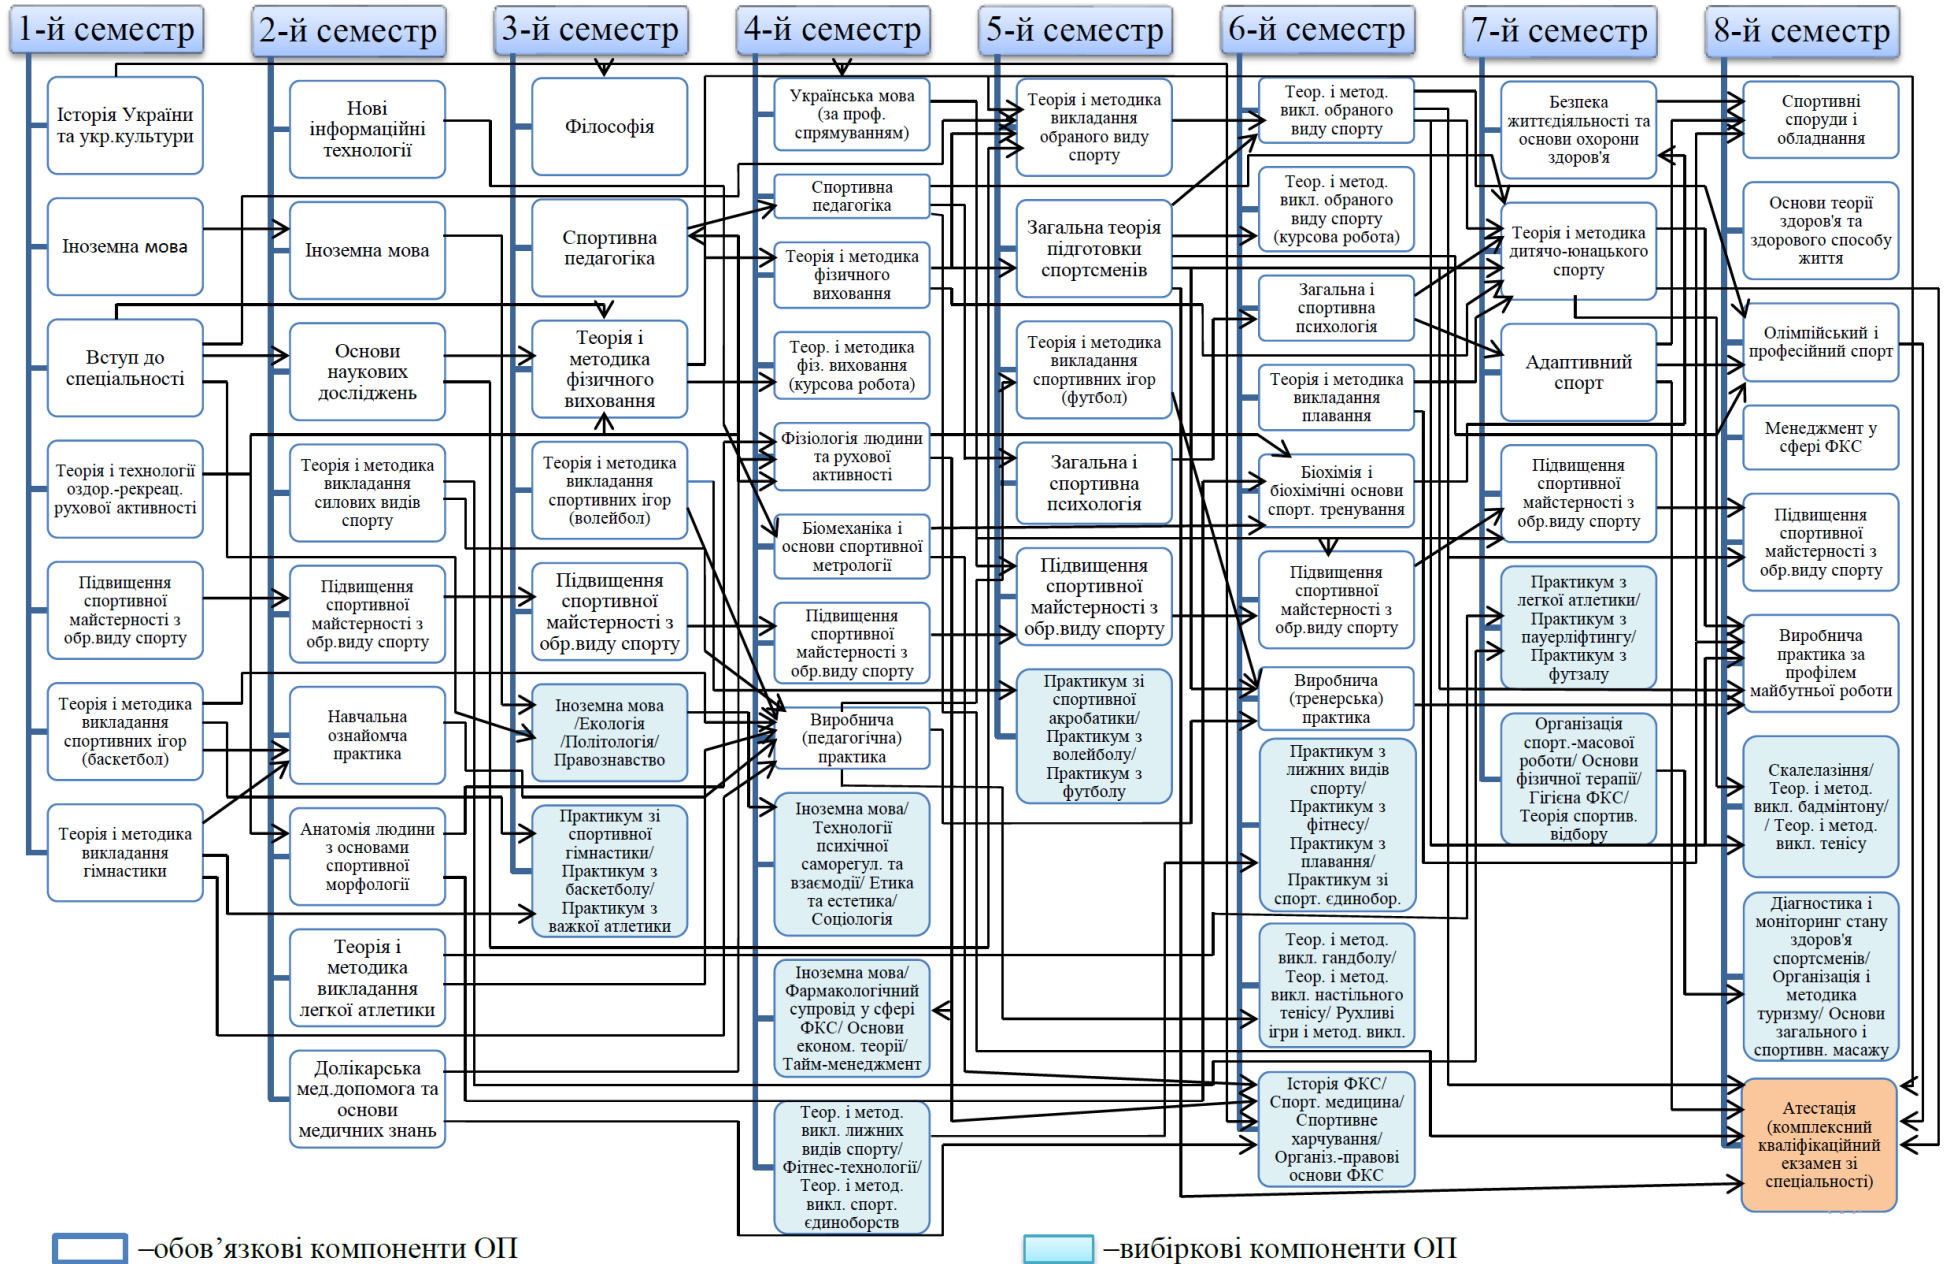 1-й семестр
Історія України
та укр.культури
Іноземна мова
Вступ до
спеціальності
Теорія і технології
оздор.-рекреац.
рухової активності
Підвищення
спортивної
майстерності з
обр.виду спорту
Теорія і методика
викладання
спортивних ігор
(баскетбол)
Теорія і методика
викладання
гімнастики
2-й семестр
Нові
інформаційні
технології
Іноземна мова
Основи
наукових
досліджень
Теорія і методика
викладання
силових видів
спорту
Підвищення
спортивної
майстерності з
обр.виду спорту
Навчальна
ознайомча
практика
Анатомія людини
з основами
спортивної
морфології
Теорія і
методика
викладання
легкої атлетики
Долікарська
мед.допомога та
основи
медичних знань
3-й семестр
Філософія
Спортивна
педагогіка
Теорія і
методика
фізичного
виховання
Теорія і методика
викладання
спортивних ігор
(волейбол)
Підвищення
спортивної
майстерності з
обр.виду спорту
Іноземна мова
/Екологія
/Політологія/
Правознавство
Практикум зі
спортивної
гімнастики/
Практикум з
баскетболу/
Практикум з
важкої атлетики
4-й семестр
Українська мова
(за проф.
спрямуванням)
Спортивна
педагогіка
Теорія і методика
фізичного
виховання
Теор. і методика
фіз. виховання
(курсова робота)
Фізіологія людини
та рухової
активності
Біомеханіка і
основи спортивної
метрології
Підвищення
спортивної
майстерності з
обр.виду спорту
Виробнича
(педагогічна)
практика
Іноземна мова/
Технології
психічної
саморегул. та
взаємодії/ Етика
та естетика/
Соціологія
Іноземна мова/
Фармакологічний
супровід у сфері
ФКС/ Основи
економ. теорії/
Тайм-менеджмент
Теор. і метод.
викл. лижних
видів спорту/
Фітнес-технології/
Теор. і метод.
викл. спорт.
єдиноборств
5-й семестр
Теорія і методика
викладання
обраного виду
спорту
Загальна теорія
підготовки
спортсменів
Теорія і методика
викладання
спортивних ігор
(футбол)
Загальна і
спортивна
психологія
Підвищення
спортивної
майстерності з
обр.виду спорту
Практикум зі
спортивної
акробатики/
Практикум з
волейболу/
Практикум з
футболу
6-й семестр
Теор. і метод.
викл. обраного
виду спорту
Теор. і метод.
викл. обраного
виду спорту
(курсова робота)
Загальна і
спортивна
психологія
Теорія і методика
викладання
плавання
Біохімія і
біохімічні основи
спорт. тренування
Підвищення
спортивної
майстерності з
обр.виду спорту
Виробнича
(тренерська)
практика
Практикум з
лижних видів
спорту/
Практикум з
фітнесу/
Практикум з
плавання/
Практикум зі
спорт. єдинобор.
Теор. і метод.
викл. гандболу/
Теор. і метод.
викл. настільного
тенісу/ Рухливі
ігри і метод. викл.
Історія ФКС/
Спорт. медицина/
Спортивне
харчування/
Організ.-правові
основи ФКС
7-й семестр
Безпека
життєдіяльності та
основи охорони
здоров'я
Теорія і методика
дитячо-юнацького
спорту
Адаптивний
спорт
Підвищення
спортивної
майстерності з
обр.виду спорту
Практикум з
легкої атлетики/
Практикум з
пауерліфтингу/
Практикум з
футзалу
Організація
спорт.-масової
роботи/ Основи
фізичної терапії/
Гігієна ФКС/
Теорія спортив.
відбору
8-й семестр
Спортивні
споруди і
обладнання
Основи теорії
здоров'я та
здорового способу
життя
Олімпійський і
професійний спорт
Менеджмент у
сфері ФКС
Підвищення
спортивної
майстерності з
обр.виду спорту
Виробнича
практика за
профілем
майбутньої роботи
Скалелазіння/
Теор. і метод.
викл. бадмінтону/
/ Теор. і метод.
викл. тенісу
Діагностика і
моніторинг стану
здоров'я
спортсменів/
Організація і
методика
туризму/ Основи
загального і
спортивн. масажу
Атестація
(комплексний
кваліфікаційний
екзамен зі
спеціальності)
–обов’язкові компоненти ОП
–вибіркові компоненти ОП